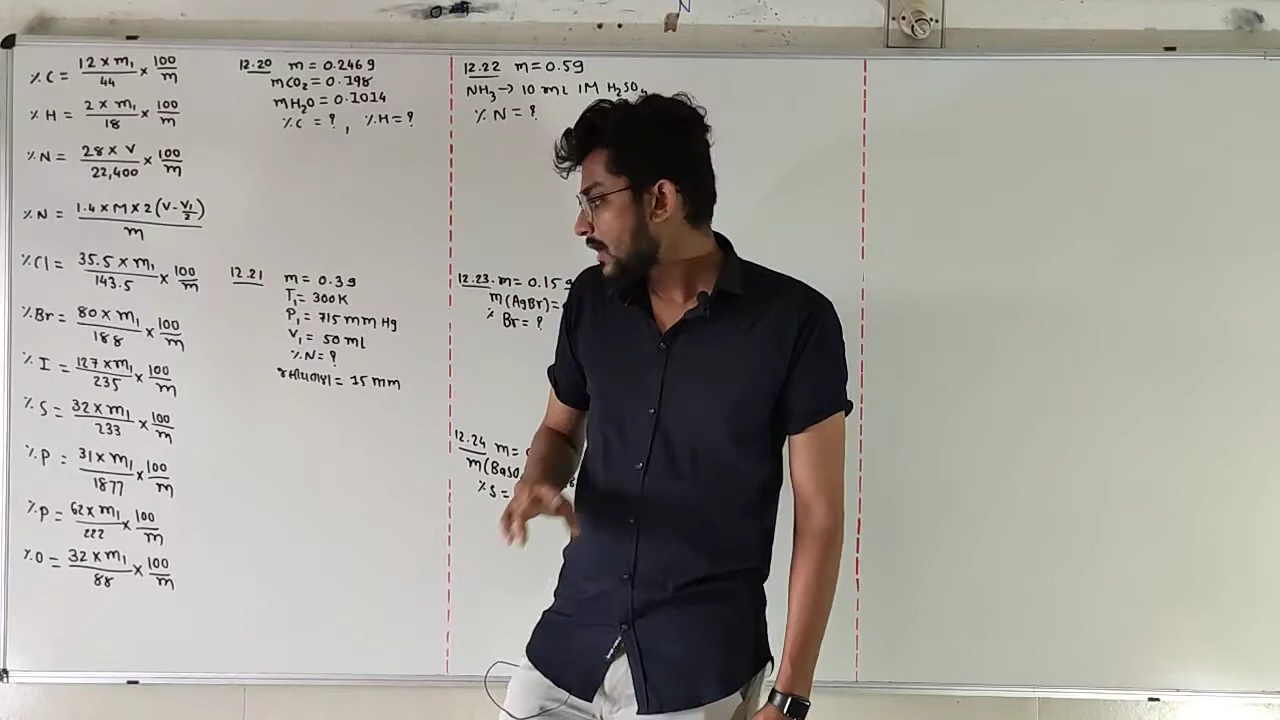 %C = 12 × m₁ / 44 × 100 / m
%H = 2 × m₁ / 18 × 100 / m
%N = 28 × V / 22,400 × 100 / m
%N = 1.4 × M × 2 (V - V₁/2) / m
%Cl = 35.5 × m₁ / 143.5 × 100 / m
%Br = 80 × m₁ / 188 × 100 / m
%I = 127 × m₁ / 235 × 100 / m
%S = 32 × m₁ / 233 × 100 / m
%P = 31 × m₁ / 1877 × 100 / m
%P = 62 × m₁ / 222 × 100 / m
%O = 32 × m₁ / 88 × 100 / m
12.20 m = 0.246 g
mCO₂ = 0.198
mH₂O = 0.1014
%C = ? , %H = ?
12.21 m = 0.3 g
T₁ = 300 K
P₁ = 715 mm Hg
V₁ = 50 ml
%N = ?
= 15 mm
12.22 m = 0.5 g
NH₃ → 10 mL 1M H₂SO₄
%N = ?
12.23. m = 0.15 g
m(AgBr) =
% Br = ?
12.24 m =
m(BaSO
%S =